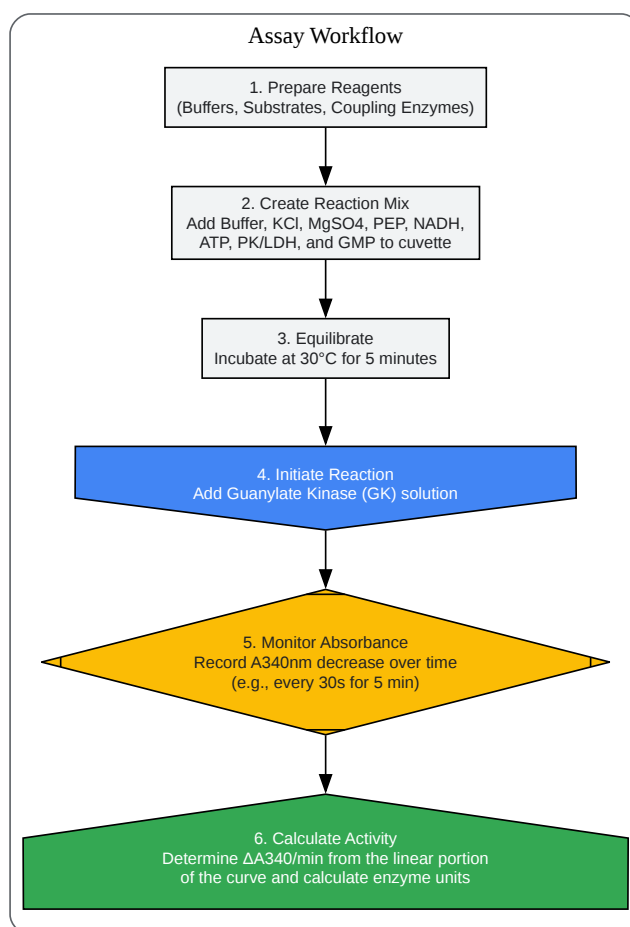 Assay Workflow
1. Prepare Reagents
(Buffers, Substrates, Coupling Enzymes)
2. Create Reaction Mix
Add Buffer, KCl, MgSO4, PEP, NADH,
ATP, PK/LDH, and GMP to cuvette
3. Equilibrate
Incubate at 30°C for 5 minutes
4. Initiate Reaction
Add Guanylate Kinase (GK) solution
5. Monitor Absorbance
Record A340nm decrease over time
(e.g., every 30s for 5 min)
6. Calculate Activity
Determine ΔA340/min from the linear portion
of the curve and calculate enzyme units